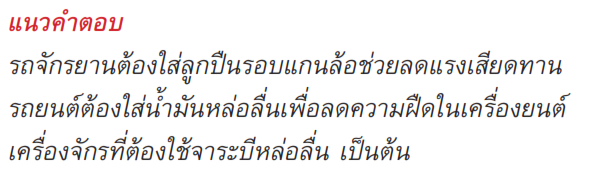 แนวคำตอบ
รถจักรยานต้องใส่ลูกปืนรอบแกนล้อช่วยลดแรงเสียดทาน
รถยนต์ต้องใส่น้ำมันหล่อลื่นเพื่อลดความฝืดในเครื่องยนต์
เครื่องจักรที่ต้องใช้จาระบีหล่อลื่น เป็นต้น